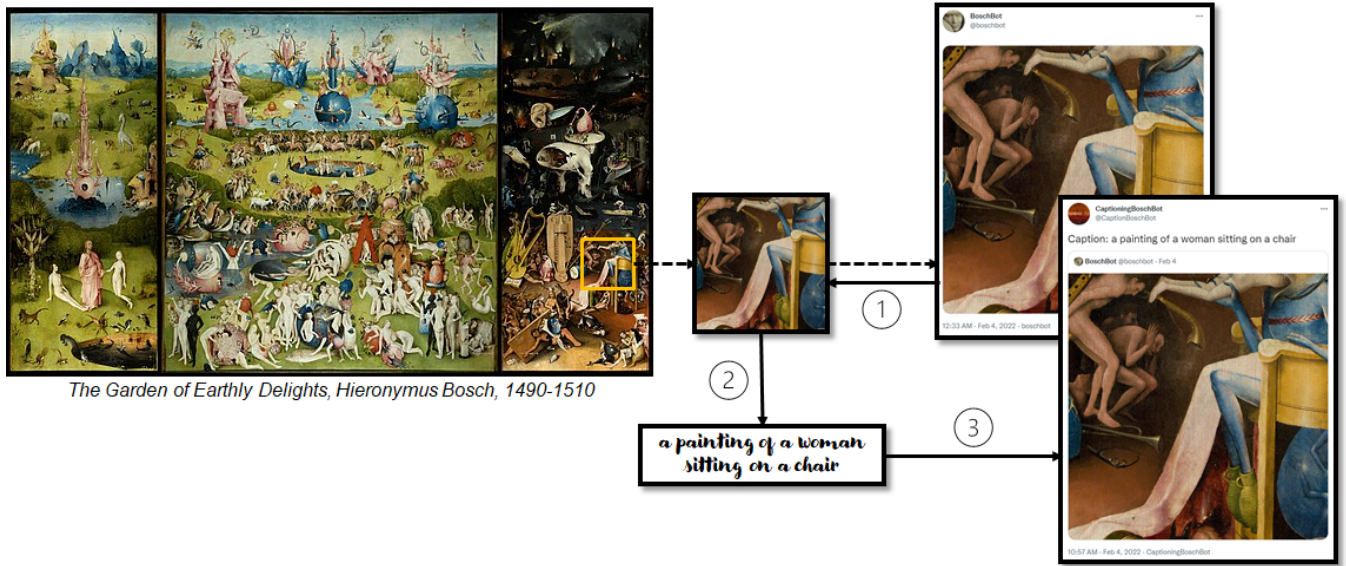 The Garden of Earthly Delights, Hieronymus Bosch, 1490-1510
BoschBot
@boschbot
12:33 AM - Feb 4, 2022 - boschbot
1
2
a painting of a woman
sitting on a chair
3
CaptioningBoschBot
@CaptionBoschBot
Caption: a painting of a woman sitting on a chair
BoschBot @boschbot - Feb 4
10:57 AM - Feb 4, 2022 - CaptioningBoschBot